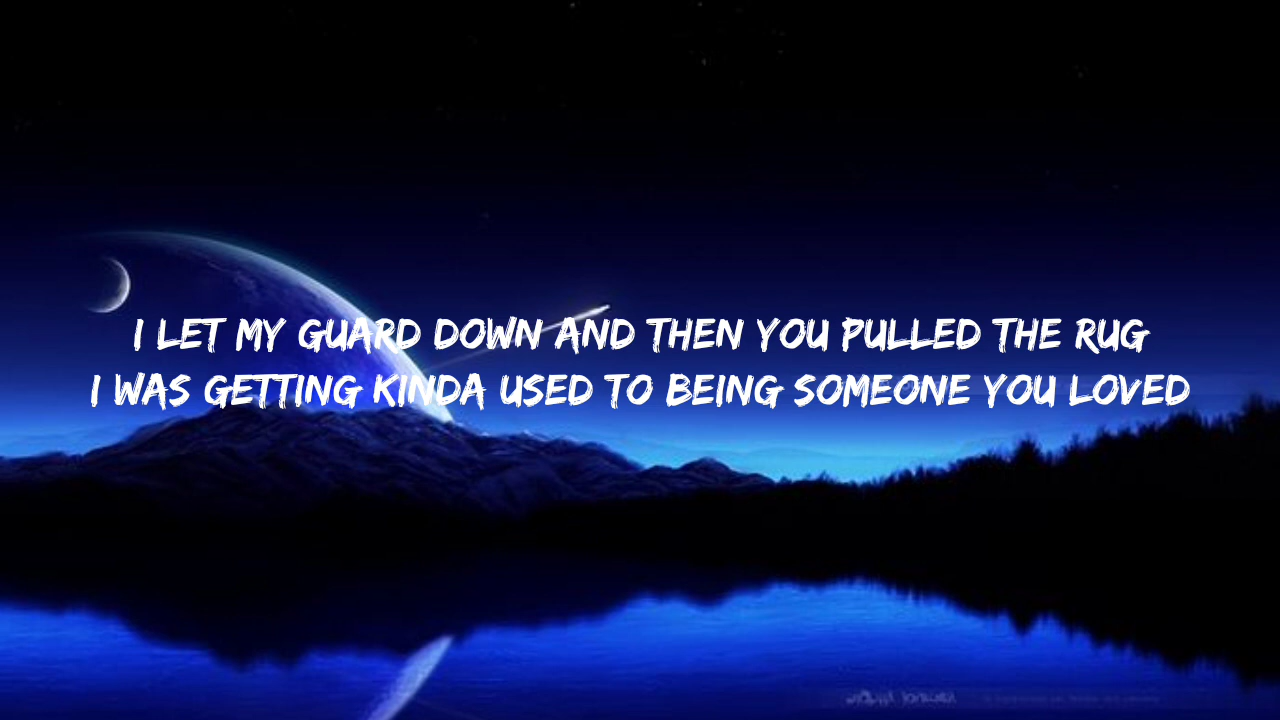 I LET MY GUARD DOWN AND THEN YOU PULLED THE RUG
I WAS GETTING KINDA USED TO BEING SOMEONE YOU LOVED